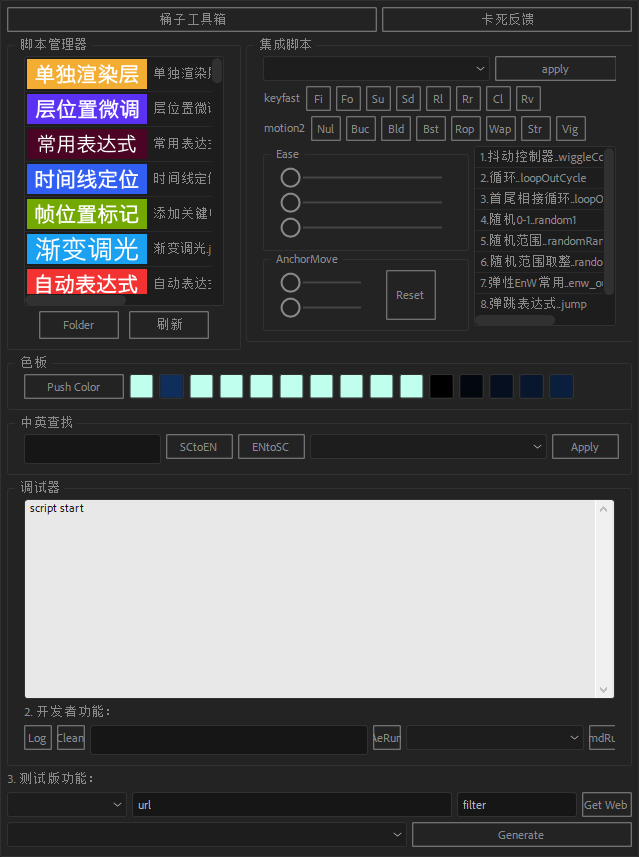 桶子工具箱
卡死反馈
脚本管理器
单独渲染层 单独渲染
层位置微调 层位置微
常用表达式 常用表达
时间线定位 时间线定
帧位置标记 添加关键
渐变调光 渐变调光.j
自动表达式 自动表达
Folder
刷新
集成脚本
apply
keyfast Fi Fo Su Sd Rl Rr Cl Rv
motion2 Nul Buc Bld Bst Rop Wap Str Vig
Ease
AnchorMove
Reset
1.抖动控制器..wiggleCo
2.循环..loopOutCycle
3.首尾相接循环..loopO
4.随机0-1..random1
5.随机范围..randomRan
6.随机范围取整..rando
7.弹性EnW常用..enw_
8.弹跳表达式..jump
色板
Push Color
中英查找
SCtoEN
ENtoSC
Apply
调试器
script start
2. 开发者功能：
Log
Clean
AeRun
mdRu
3. 测试版功能：
url
filter
Get Web
Generate